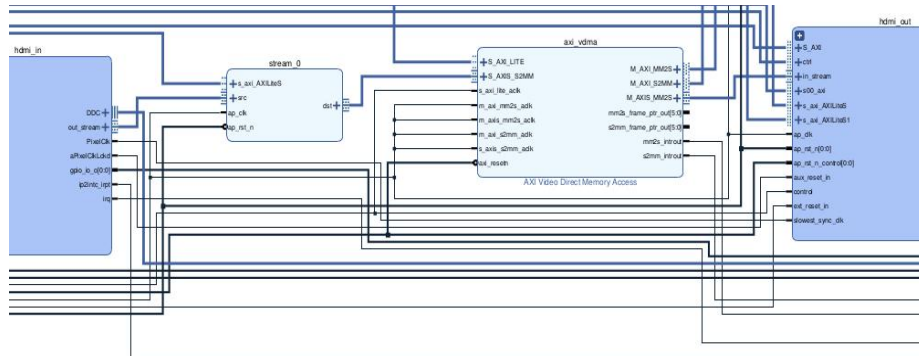 hdmi_in
DDC
out_stream
PixelClk
aPixelClkLckd
gpio_io_o[0:0]
ip2intc_irpt
irq
stream_0
s_axi_AXILiteS
src
ap_clk
ap_rst_n
dst
axi_vdma
S_AXI_LITE
S_AXIS_S2MM
s_axi_lite_aclk
m_axi_mm2s_aclk
m_axis_mm2s_aclk
m_axi_s2mm_aclk
s_axis_s2mm_aclk
axi_resetn
M_AXI_MM2S
M_AXI_S2MM
M_AXIS_MM2S
mm2s_frame_ptr_out[5:0]
s2mm_frame_ptr_out[5:0]
mm2s_introut
s2mm_introut
AXI Video Direct Memory Access
hdmi_out
S_AXI
ctrl
in_stream
s00_axi
s_axi_AXILiteS
s_axi_AXILiteS1
ap_clk
ap_rst_n[0:0]
ap_rst_n_control[0:0]
aux_reset_in
control
ext_reset_in
slowest_sync_clk